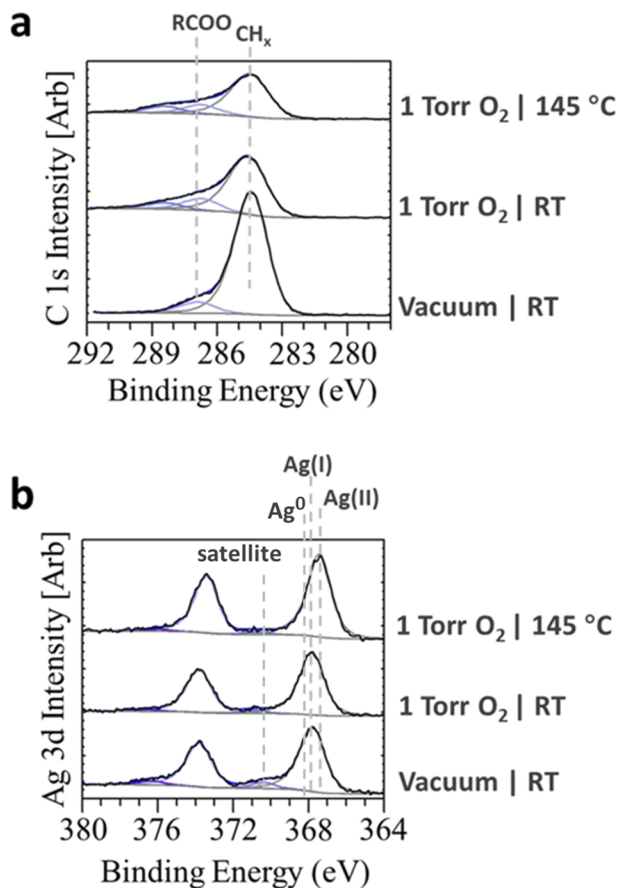 a
RCOO CHₓ
C 1s Intensity [Arb]
1 Torr O₂ | 145 °C
1 Torr O₂ | RT
Vacuum | RT
292 289 286 283 280
Binding Energy (eV)
b
Ag(I)
Ag⁰ Ag(II)
satellite
Ag 3d Intensity [Arb]
1 Torr O₂ | 145 °C
1 Torr O₂ | RT
Vacuum | RT
380 376 372 368 364
Binding Energy (eV)